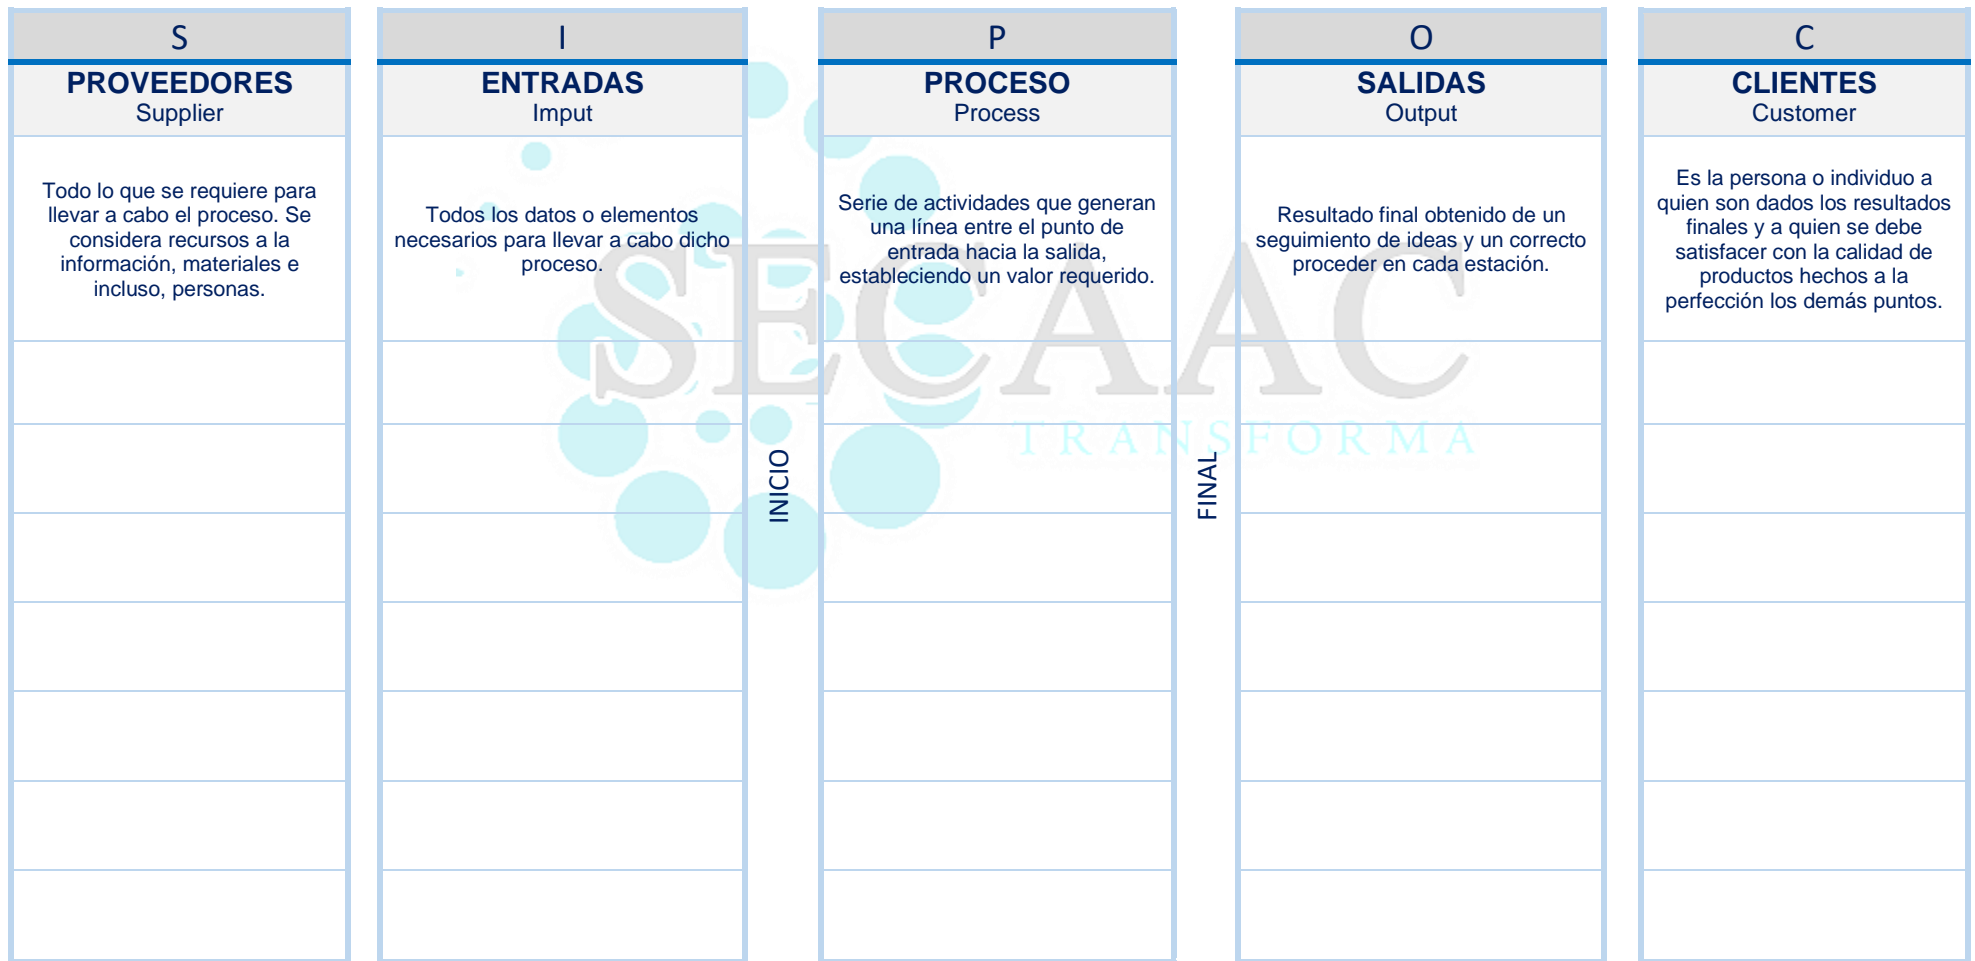 S
PROVEEDORES
Supplier
Todo lo que se requiere para
llevar a cabo el proceso. Se
considera recursos a la
información, materiales e
incluso, personas.
I
ENTRADAS
Imput
Todos los datos o elementos
necesarios para llevar a cabo dicho
proceso.
INICIO
P
PROCESO
Process
Serie de actividades que generan
una línea entre el punto de
entrada hacia la salida,
estableciendo un valor requerido.
FINAL
O
SALIDAS
Output
Resultado final obtenido de un
seguimiento de ideas y un correcto
proceder en cada estación.
C
CLIENTES
Customer
Es la persona o individuo a
quien son dados los resultados
finales y a quien se debe
satisfacer con la calidad de
productos hechos a la
perfección los demás puntos.
SECAAC
TRANSFORMA